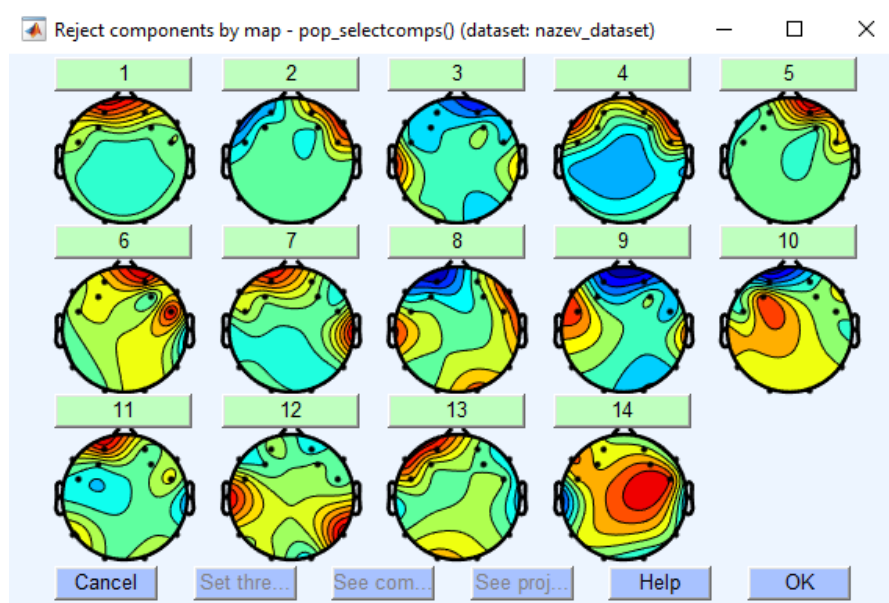 Reject components by map - pop_selectcomps() (dataset: nazev_dataset)
1 2 3 4 5
6 7 8 9 10
11 12 13 14
Cancel Set thre... See com... See proj... Help OK